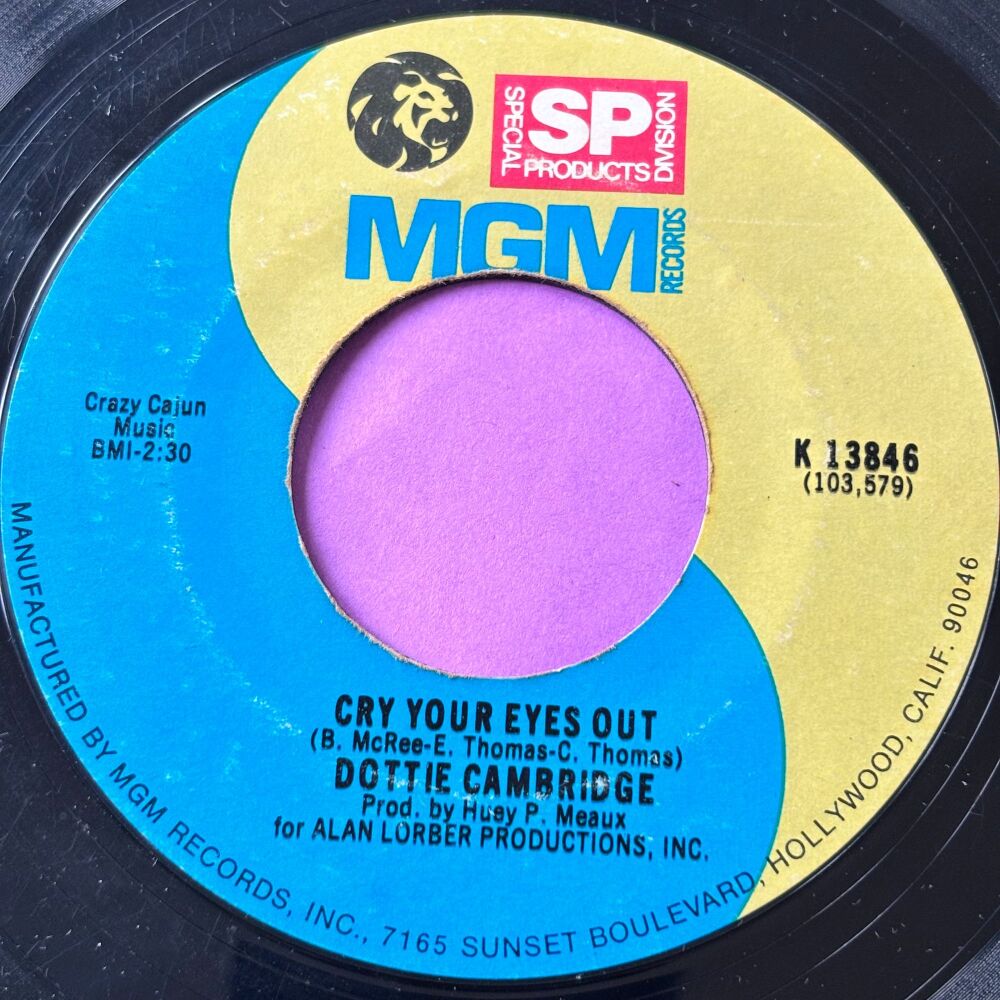 SPECIAL
SP
PRODUCTS
DIVISION
MGM
RECORDS
Crazy Cajun
Music
BMI-2:30
K 13846
(103,579)
CRY YOUR EYES OUT
(B. McRee-E. Thomas-C. Thomas)
DOTTIE CAMBRIDGE
Prod. by Huey P. Meaux
for ALAN LORBER PRODUCTIONS, INC.
MANUFACTURED BY MGM RECORDS, INC., 7165 SUNSET BOULEVARD, HOLLYWOOD, CALIF. 90046